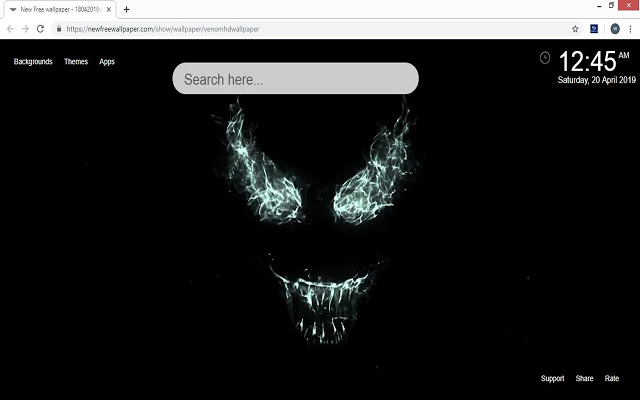 New Free wallpaper - 18042019
https://newfreewallpaper.com/show/wallpaper/venomhdwallpaper
Backgrounds Themes Apps
Search here...
12:45 AM
Saturday, 20 April 2019
Support Share Rate